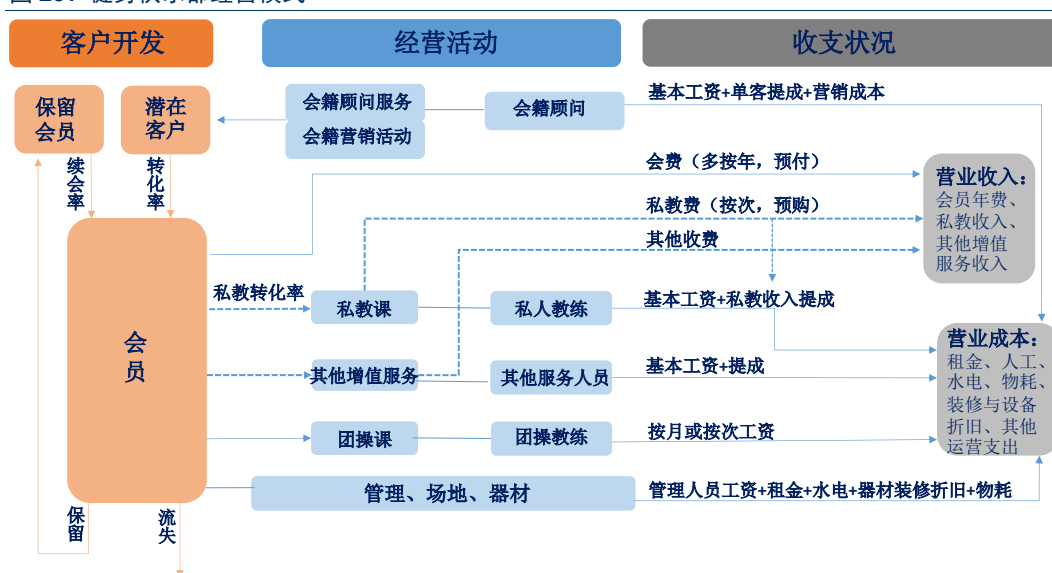 客户开发
经营活动
收支状况
保留
会员
潜在
客户
会籍顾问服务
会籍营销活动
会籍顾问
基本工资+单客提成+营销成本
续会率
转化率
会费（多按年，预付）
私教费（按次，预购）
其他收费
营业收入：
会员年费、
私教收入、
其他增值
服务收入
会
员
私教转化率
私教课
私人教练
基本工资+私教收入提成
其他增值服务
其他服务人员
基本工资+提成
团操课
团操教练
按月或按次工资
营业成本：
租金、人工、
水电、物耗、
装修与设备
折旧、其他
运营支出
管理、场地、器材
管理人员工资+租金+水电+器材装修折旧+物耗
保留
流失